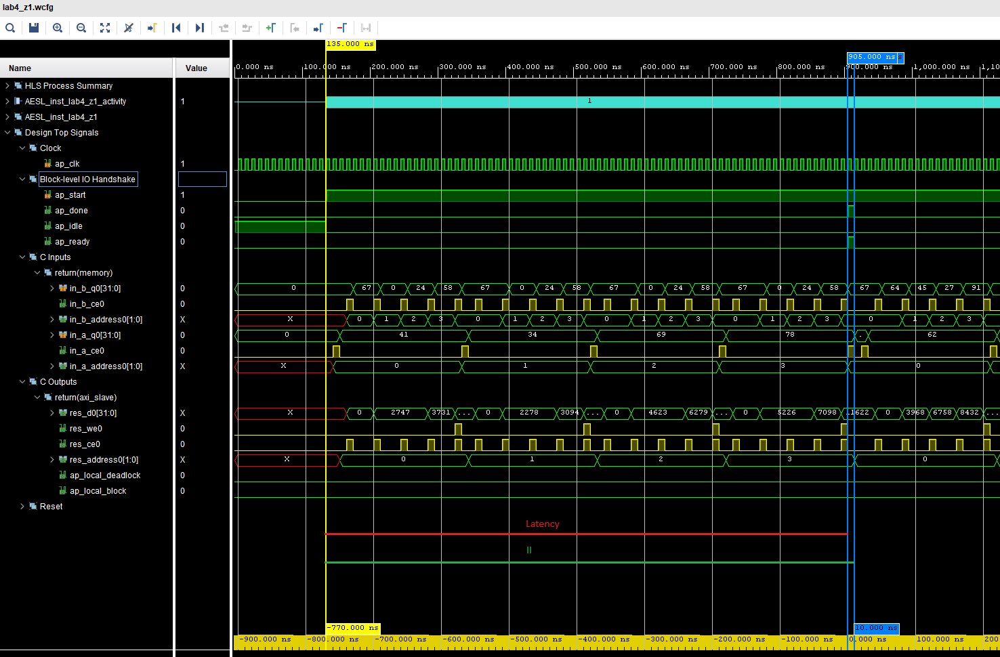 lab4_z1.wcfg
135.000 ns
905.000 ns
Name Value
0.000 ns 100.000 ns 200.000 ns 300.000 ns 400.000 ns 500.000 ns 600.000 ns 700.000 ns 800.000 ns 900.000 ns 1,000.000 ns 1,10
HLS Process Summary
AESL_inst_lab4_z1_activity 1 1
AESL_inst_lab4_z1
Design Top Signals
Clock
ap_clk 1
Block-level IO Handshake
ap_start 1
ap_done 0
ap_idle 0
ap_ready 0
C Inputs
return(memory)
in_b_q0[31:0] 0 0 67 0 24 58 67 0 24 58 67 0 24 58 67 0 24 58 67 64 45 27 91
in_b_ce0 0
in_b_address0[1:0] X X 0 1 2 3 0 1 2 3 0 1 2 3 0 1 2 3 0 1 2 3
in_a_q0[31:0] 0 0 41 34 69 78 . 62
in_a_ce0 0
in_a_address0[1:0] X X 0 1 2 3 0
C Outputs
return(axi_slave)
res_d0[31:0] X X 0 2747 3731 ... 0 2278 3094 ... 0 4623 6279 ... 0 5226 7098 .1622 0 3968 6758 8432 ...
res_we0 0
res_ce0 0
res_address0[1:0] X X 0 1 2 3 0
ap_local_deadlock 0
ap_local_block 0
Reset
Latency
II
-770.000 ns 10.000 ns
-900.000 ns -800.000 ns -700.000 ns -600.000 ns -500.000 ns -400.000 ns -300.000 ns -200.000 ns -100.000 ns 0.000 ns 100.000 ns 200